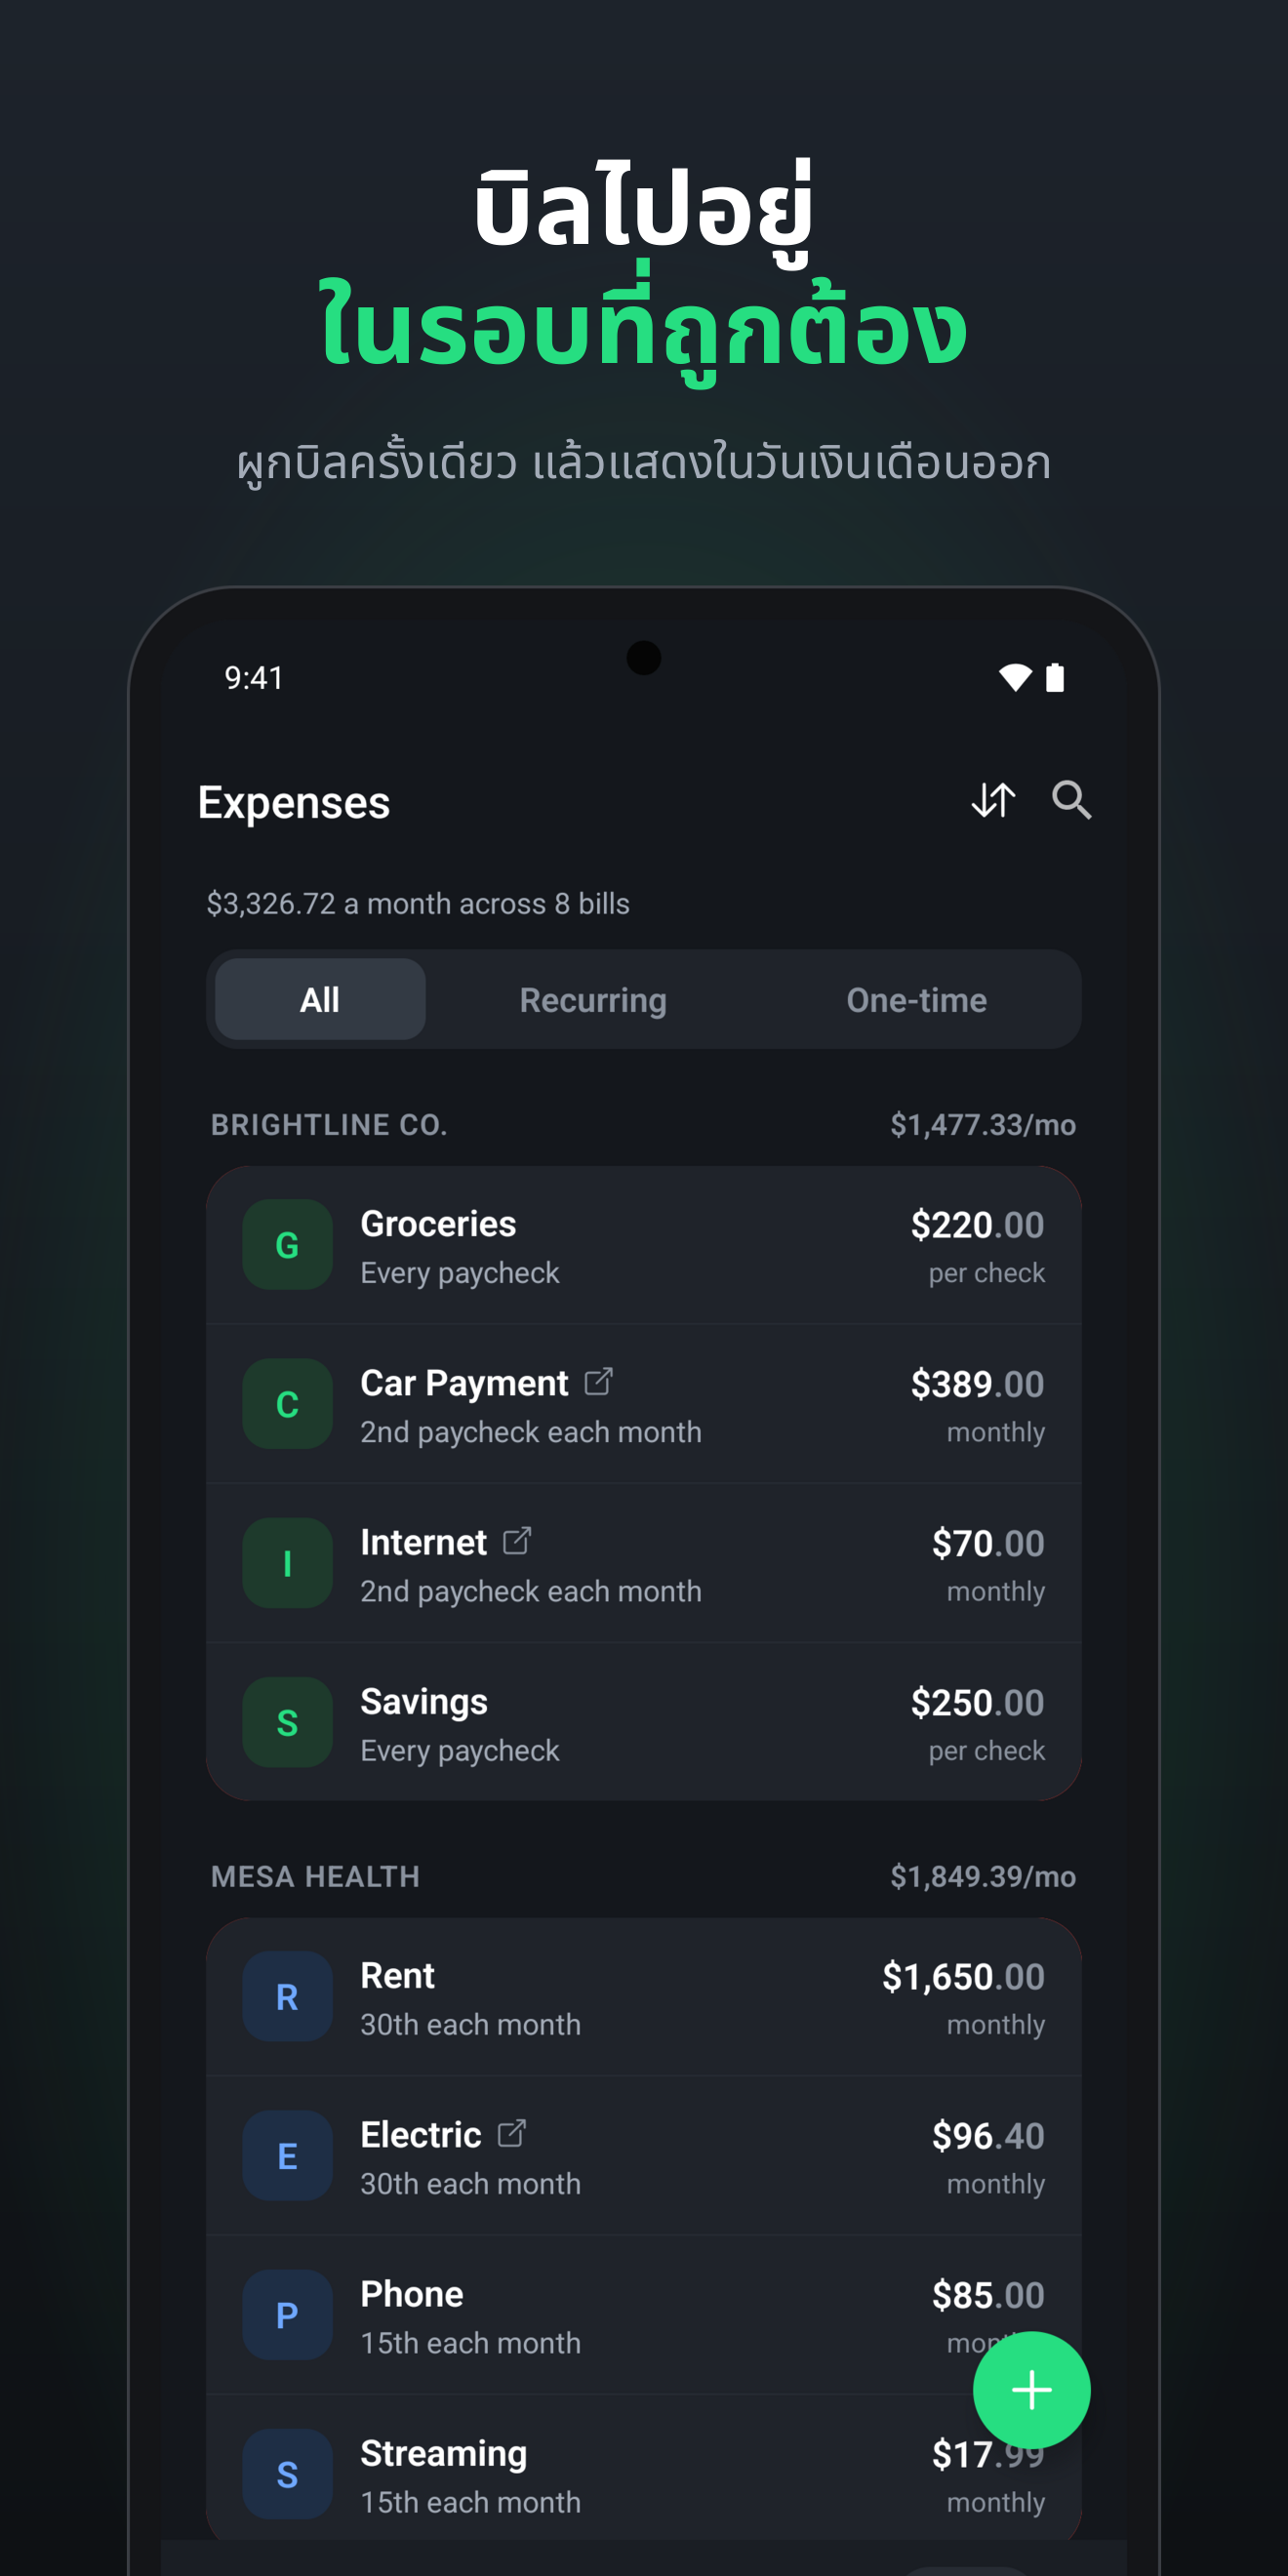 บิลไปอยู่
ในรอบที่ถูกต้อง
ผูกบิลครั้งเดียว แล้วแสดงในวันเงินเดือนออก
9:41
Expenses
$3,326.72 a month across 8 bills
All Recurring One-time
BRIGHTLINE CO. $1,477.33/mo
G Groceries $220.00
Every paycheck per check
C Car Payment $389.00
2nd paycheck each month monthly
I Internet $70.00
2nd paycheck each month monthly
S Savings $250.00
Every paycheck per check
MESA HEALTH $1,849.39/mo
R Rent $1,650.00
30th each month monthly
E Electric $96.40
30th each month monthly
P Phone $85.00
15th each month
S Streaming $17.99
15th each month monthly